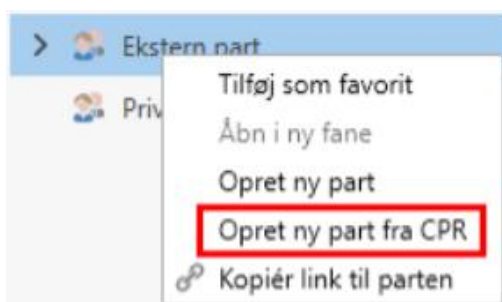 Ekstern part
Tilføj som favorit
Priv
Åbn i ny fane
Opret ny part
Opret ny part fra CPR
Kopiér link til parten